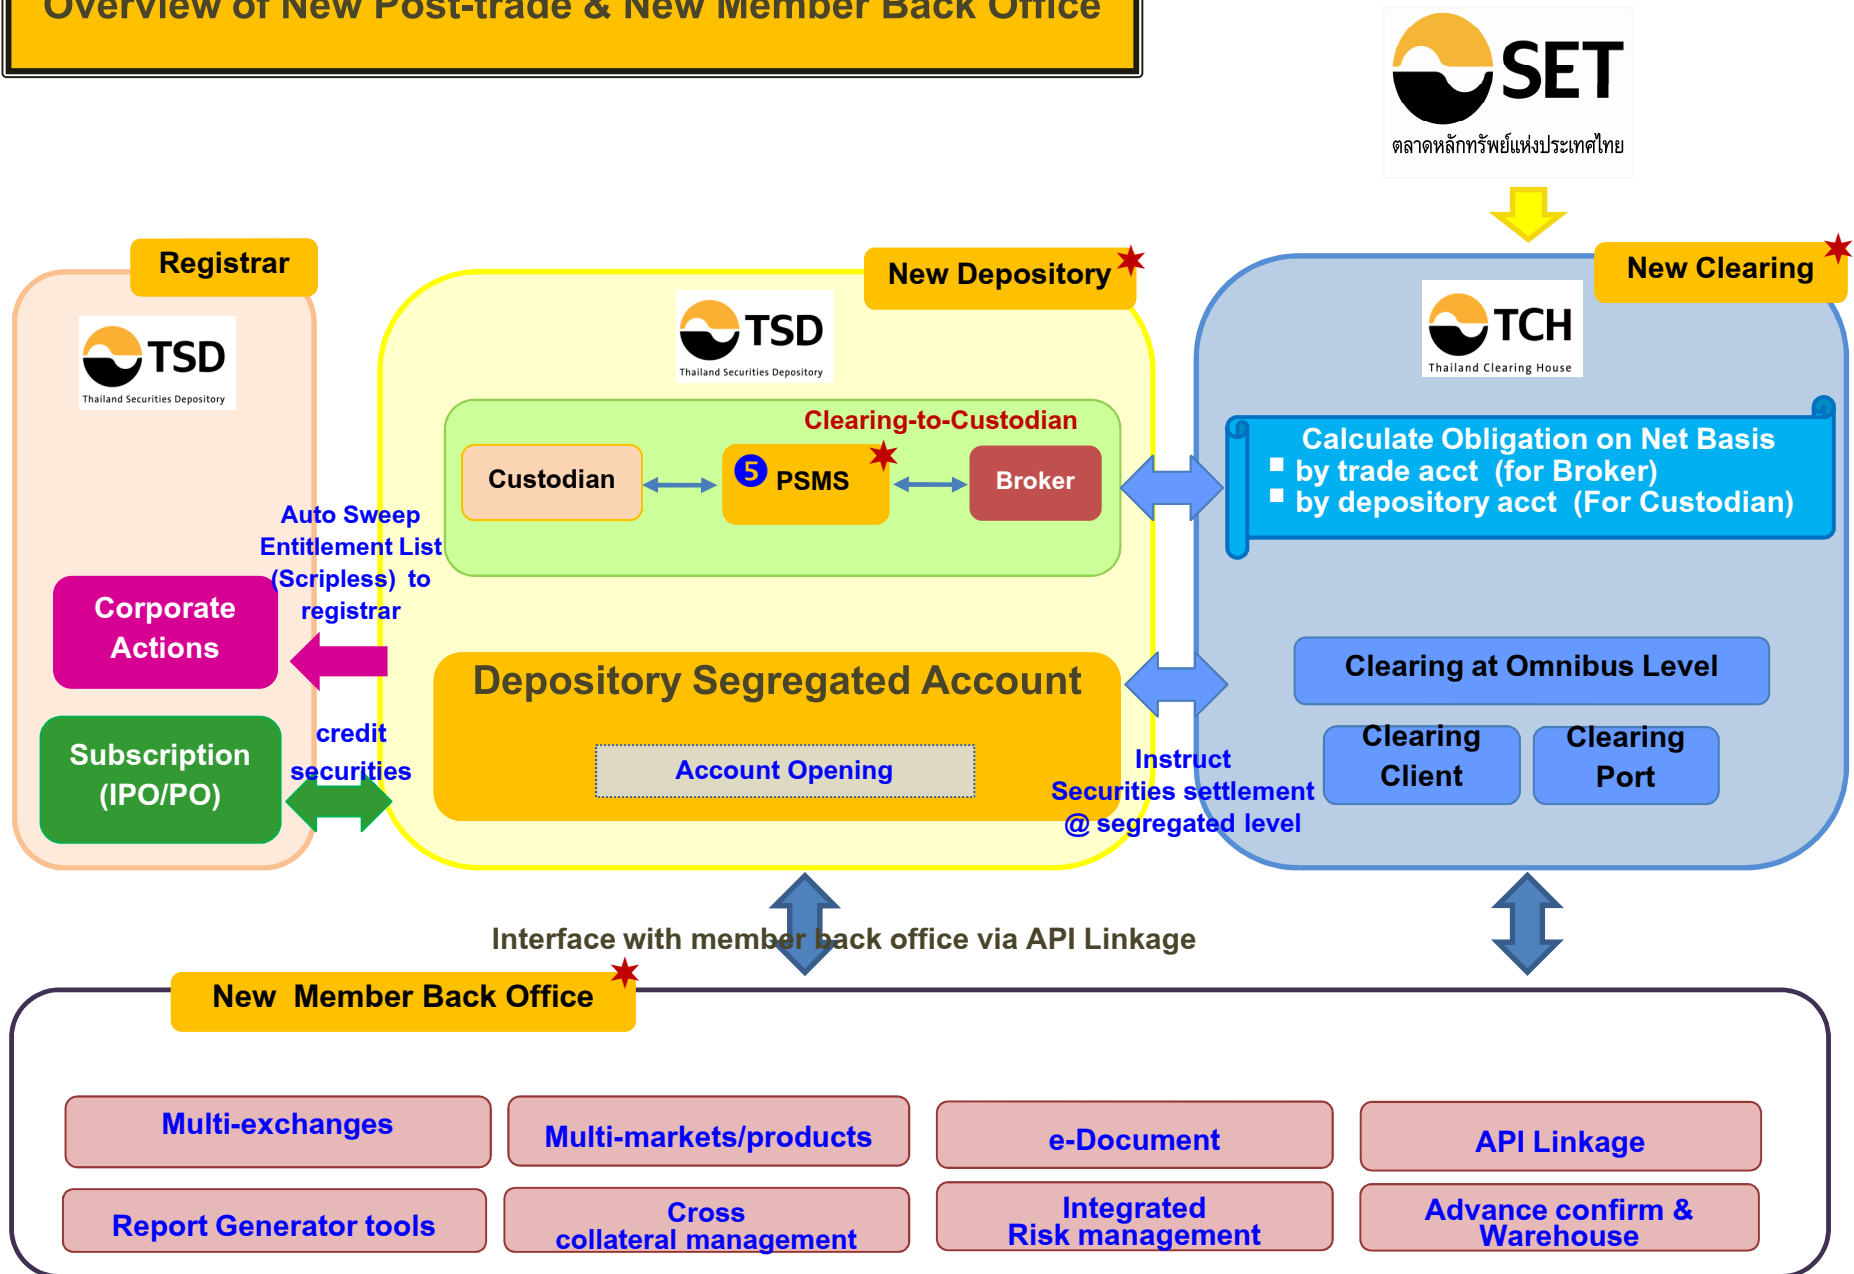 Overview of New Post-trade & New Member Back Office
SET
ตลาดหลักทรัพย์แห่งประเทศไทย
Registrar
TSD
Thailand Securities Depository
New Depository
TSD
Thailand Securities Depository
New Clearing
TCH
Thailand Clearing House
Clearing-to-Custodian
Custodian
5 PSMS
Broker
Calculate Obligation on Net Basis
▪ by trade acct (for Broker)
▪ by depository acct (For Custodian)
Auto Sweep
Entitlement List
(Scripless) to
registrar
Corporate
Actions
Depository Segregated Account
Account Opening
Clearing at Omnibus Level
Clearing
Client
Clearing
Port
credit
securities
Subscription
(IPO/PO)
Instruct
Securities settlement
@ segregated level
Interface with member back office via API Linkage
New Member Back Office
Multi-exchanges
Multi-markets/products
e-Document
API Linkage
Report Generator tools
Cross
collateral management
Integrated
Risk management
Advance confirm &
Warehouse